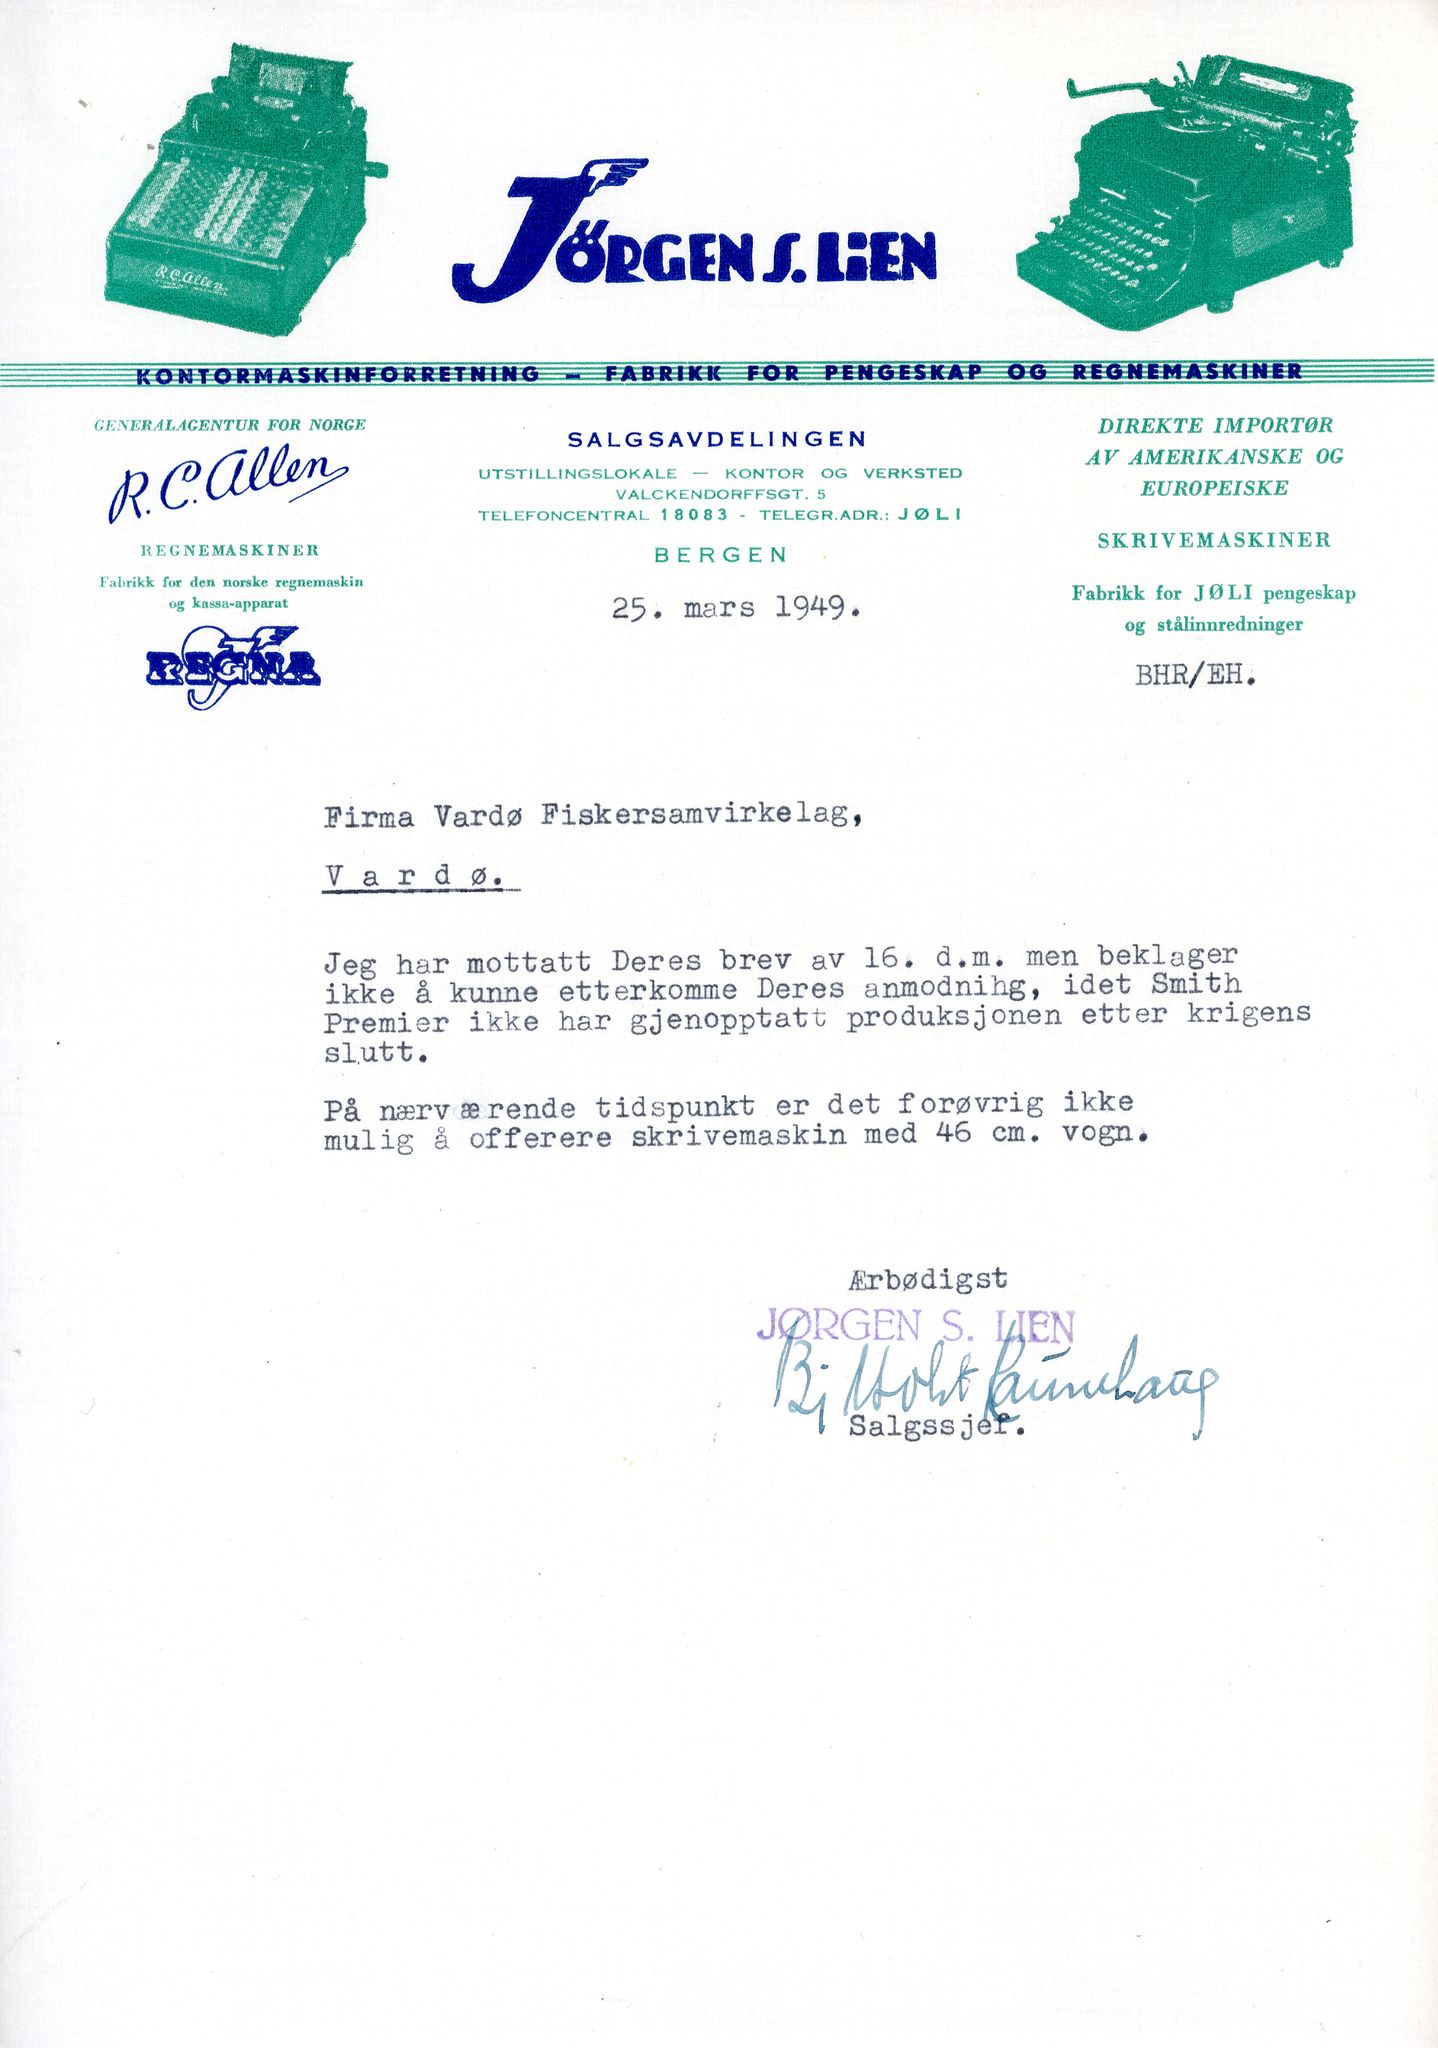 R.C. Allen
JÖRGEN S. LIEN
KONTORMASKINFORRETNING — FABRIKK FOR PENGESKAP OG REGNEMASKINER
GENERALAGENTUR FOR NORGE
R.C. Allen
REGNEMASKINER
Fabrikk for den norske regnemaskin
og kassa-apparat
REGNA
SALGSAVDELINGEN
UTSTILLINGSLOKALE — KONTOR OG VERKSTED
VALCKENDORFFSGT. 5
TELEFONCENTRAL 18083 - TELEGR.ADR.: JØLI
BERGEN
25. mars 1949.
DIREKTE IMPORTØR
AV AMERIKANSKE OG
EUROPEISKE
SKRIVEMASKINER
Fabrikk for JØLI pengeskap
og stålinnredninger
BHR/EH.
Firma Vardø Fiskersamvirkelag,
V a r d ø.
Jeg har mottatt Deres brev av 16. d.m. men beklager
ikke å kunne etterkomme Deres anmodnihg, idet Smith
Premier ikke har gjenopptatt produksjonen etter krigens
slutt.
På nærværende tidspunkt er det forøvrig ikke
mulig å offerere skrivemaskin med 46 cm. vogn.
Ærbødigst
JØRGEN S. LIEN
Bj Holst
Salgssjef.